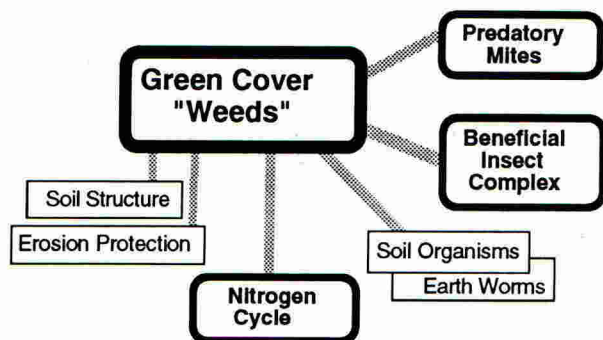 Predatory
Mites
Green Cover
"Weeds"
Beneficial
Insect
Complex
Soil Structure
Erosion Protection
Soil Organisms
Earth Worms
Nitrogen
Cycle